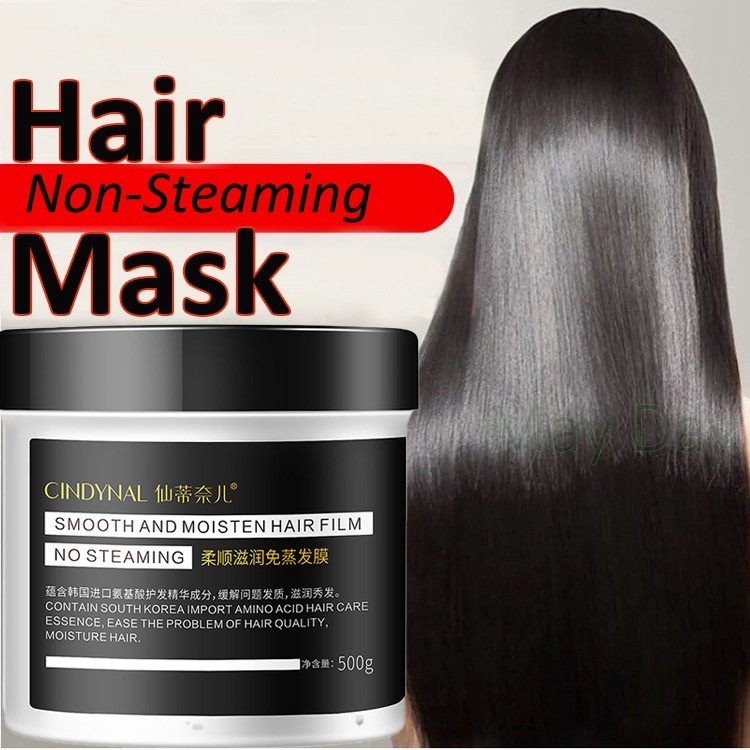 Hair
Non-Steaming
Mask
CINDYNAL 仙蒂奈儿®
SMOOTH AND MOISTEN HAIR FILM
NO STEAMING 柔顺滋润免蒸发膜
蕴含韩国进口氨基酸护发精华成分,缓解问题发质,滋润秀发。
CONTAIN SOUTH KOREA IMPORT AMINO ACID HAIR CARE
ESSENCE, EASE THE PROBLEM OF HAIR QUALITY,
MOISTURE HAIR.
净含量: 500g
May Day